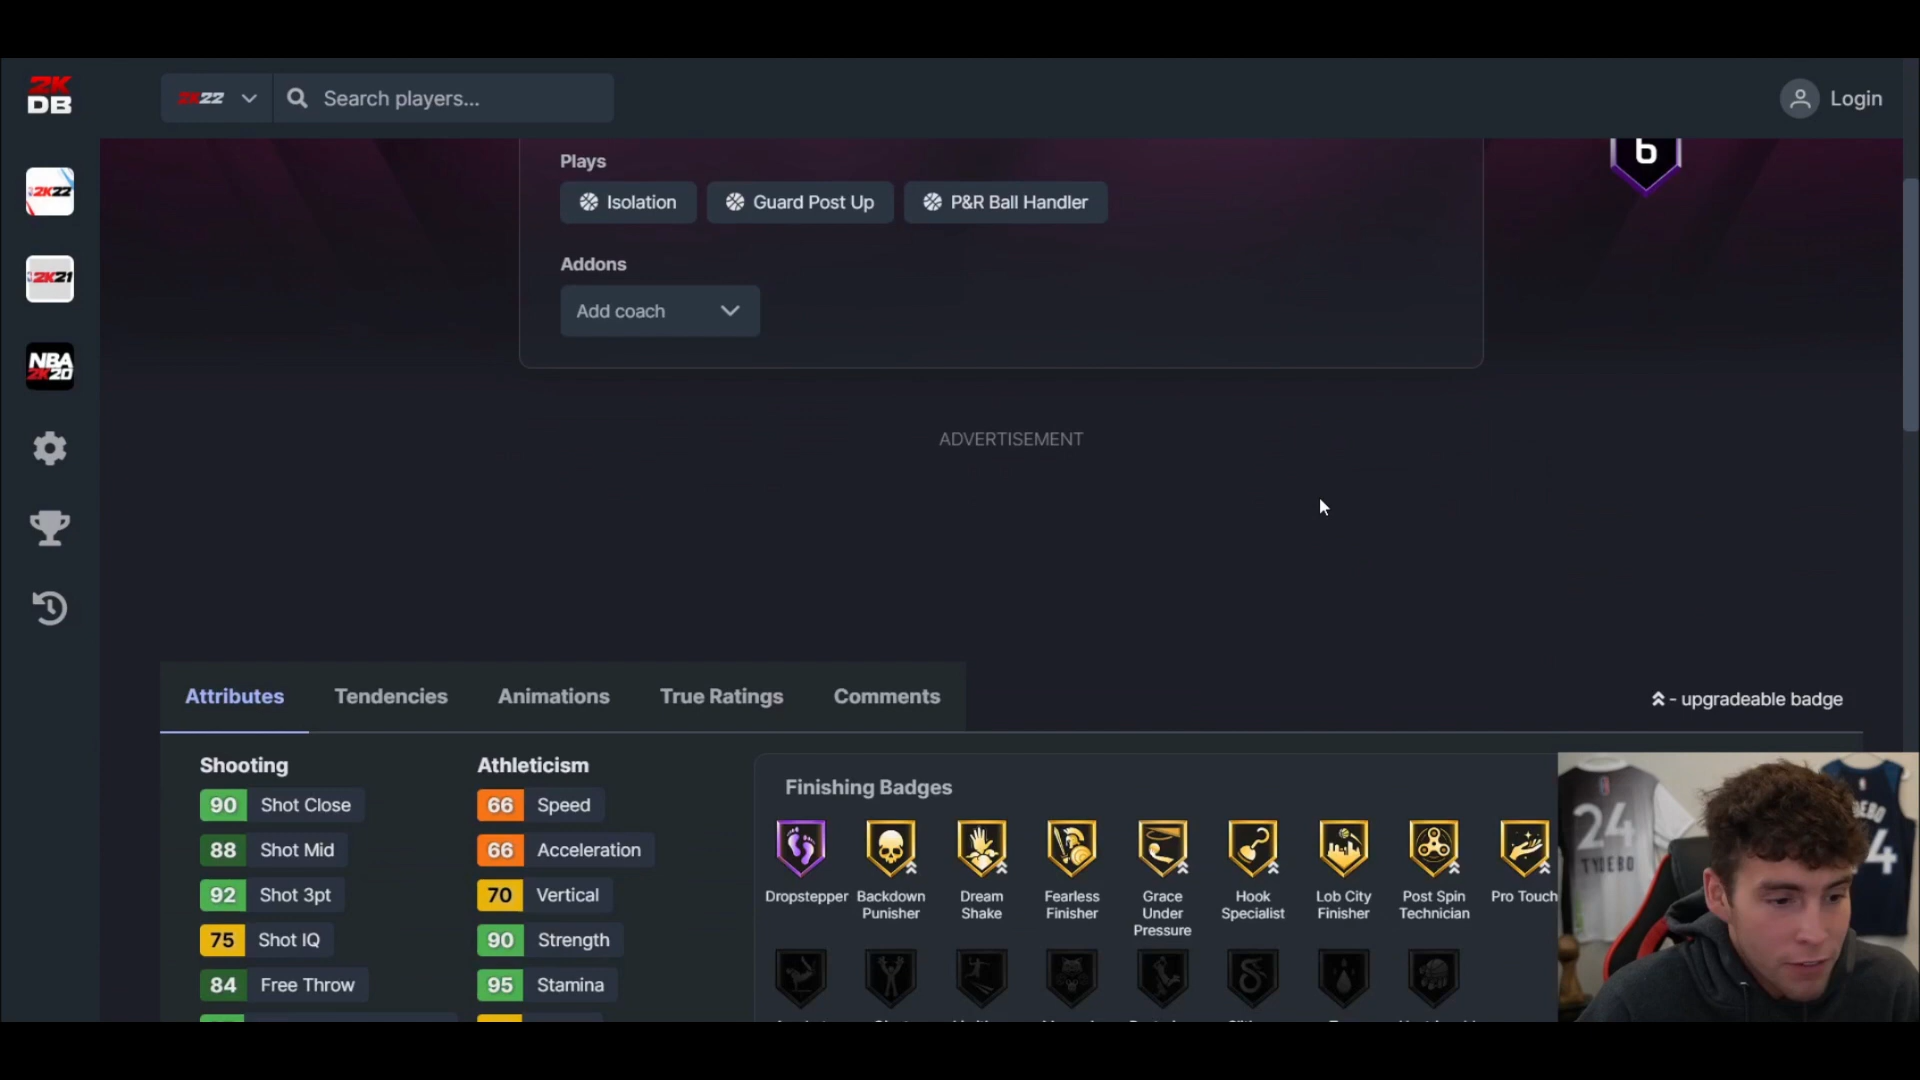 2K
DB
2K22
Search players...
Login
2K22
2K21
NBA
2K20
Plays
Isolation
Guard Post Up
P&R Ball Handler
6
Addons
Add coach
ADVERTISEMENT
Attributes
Tendencies
Animations
True Ratings
Comments
- upgradeable badge
Shooting
90 Shot Close
88 Shot Mid
92 Shot 3pt
75 Shot IQ
84 Free Throw
Athleticism
66 Speed
66 Acceleration
70 Vertical
90 Strength
95 Stamina
Finishing Badges
Dropstepper
Backdown
Punisher
Dream
Shake
Fearless
Finisher
Grace
Under
Pressure
Hook
Specialist
Lob City
Finisher
Post Spin
Technician
Pro Touch
24
TYDEBO